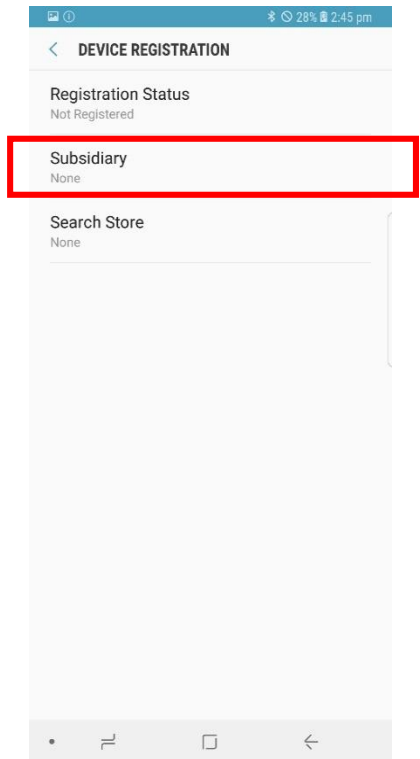 28% 2:45 pm
DEVICE REGISTRATION
Registration Status
Not Registered
Subsidiary
None
Search Store
None